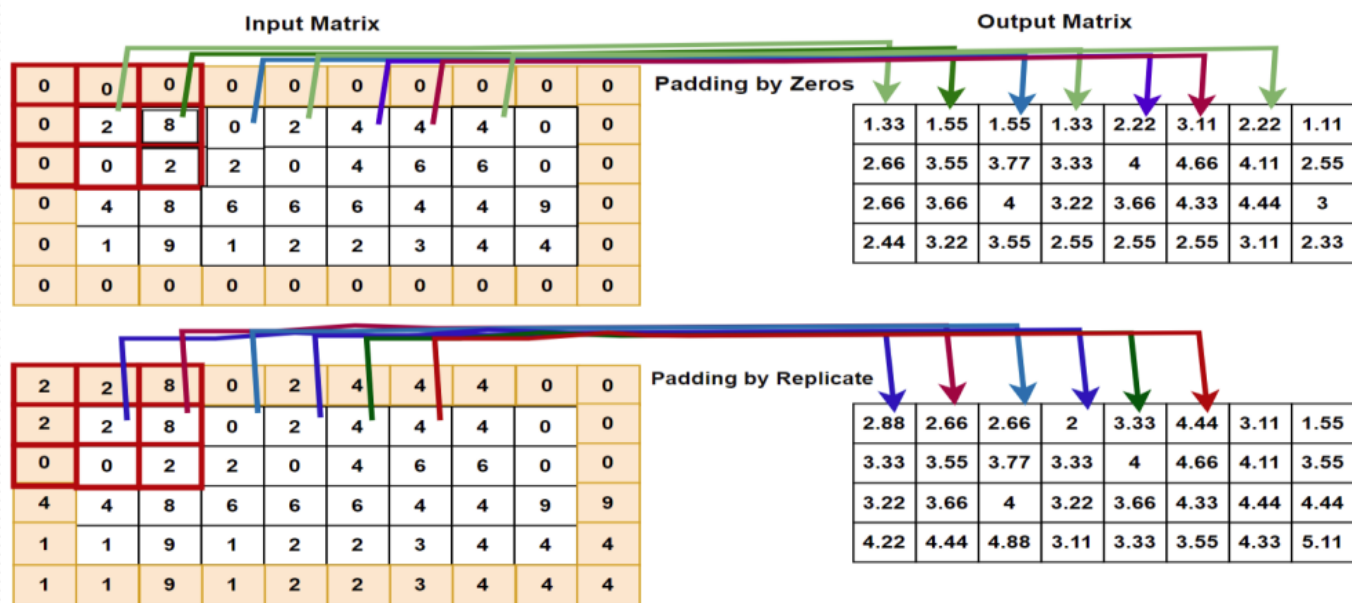 Input Matrix Output Matrix
0 0 0 0 0 0 0 0 0 0 Padding by Zeros
0 2 8 0 2 4 4 4 0 0 1.33 1.55 1.55 1.33 2.22 3.11 2.22 1.11
0 0 2 2 0 4 6 6 0 0 2.66 3.55 3.77 3.33 4 4.66 4.11 2.55
0 4 8 6 6 6 4 4 9 0 2.66 3.66 4 3.22 3.66 4.33 4.44 3
0 1 9 1 2 2 3 4 4 0 2.44 3.22 3.55 2.55 2.55 2.55 3.11 2.33
0 0 0 0 0 0 0 0 0 0
2 2 8 0 2 4 4 4 0 0 Padding by Replicate
2 2 8 0 2 4 4 4 0 0 2.88 2.66 2.66 2 3.33 4.44 3.11 1.55
0 0 2 2 0 4 6 6 0 0 3.33 3.55 3.77 3.33 4 4.66 4.11 3.55
4 4 8 6 6 6 4 4 9 9 3.22 3.66 4 3.22 3.66 4.33 4.44 4.44
1 1 9 1 2 2 3 4 4 4 4.22 4.44 4.88 3.11 3.33 3.55 4.33 5.11
1 1 9 1 2 2 3 4 4 4